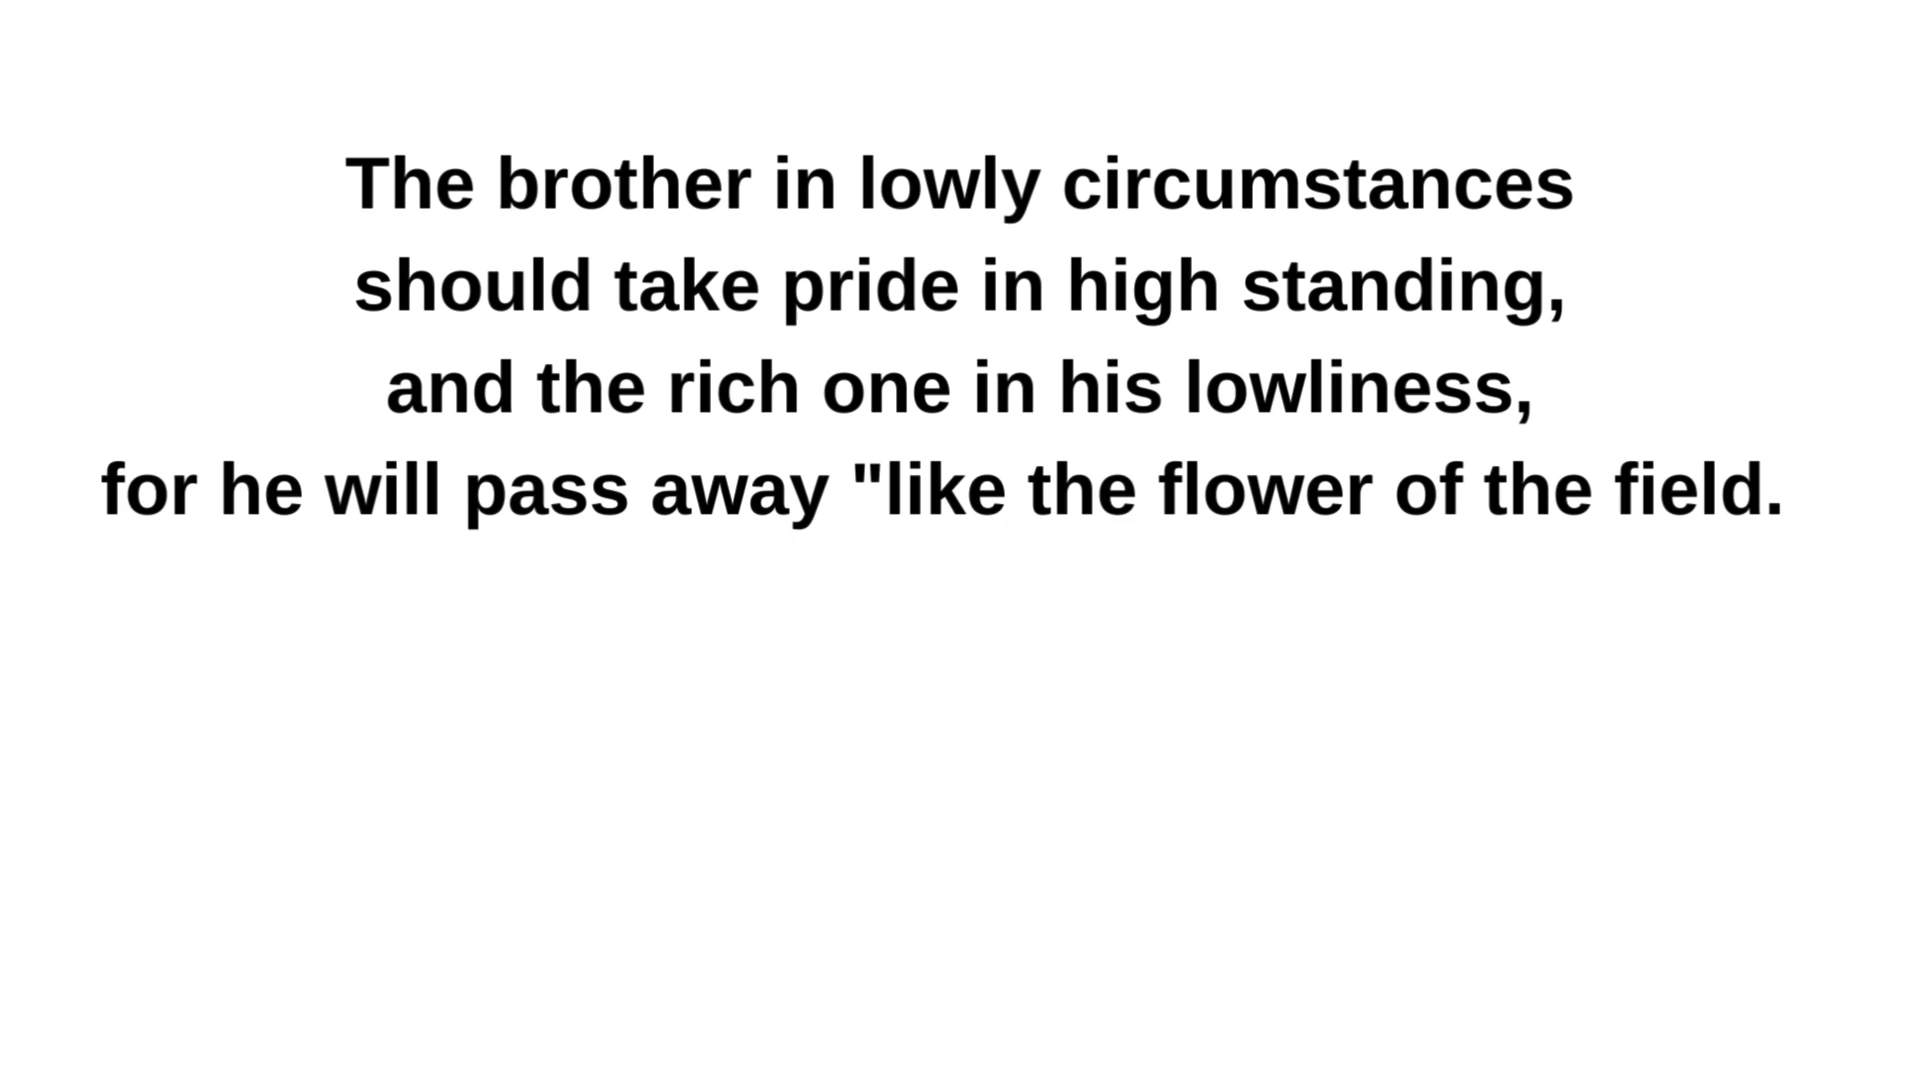 The brother in lowly circumstances
should take pride in high standing,
and the rich one in his lowliness,
for he will pass away "like the flower of the field.